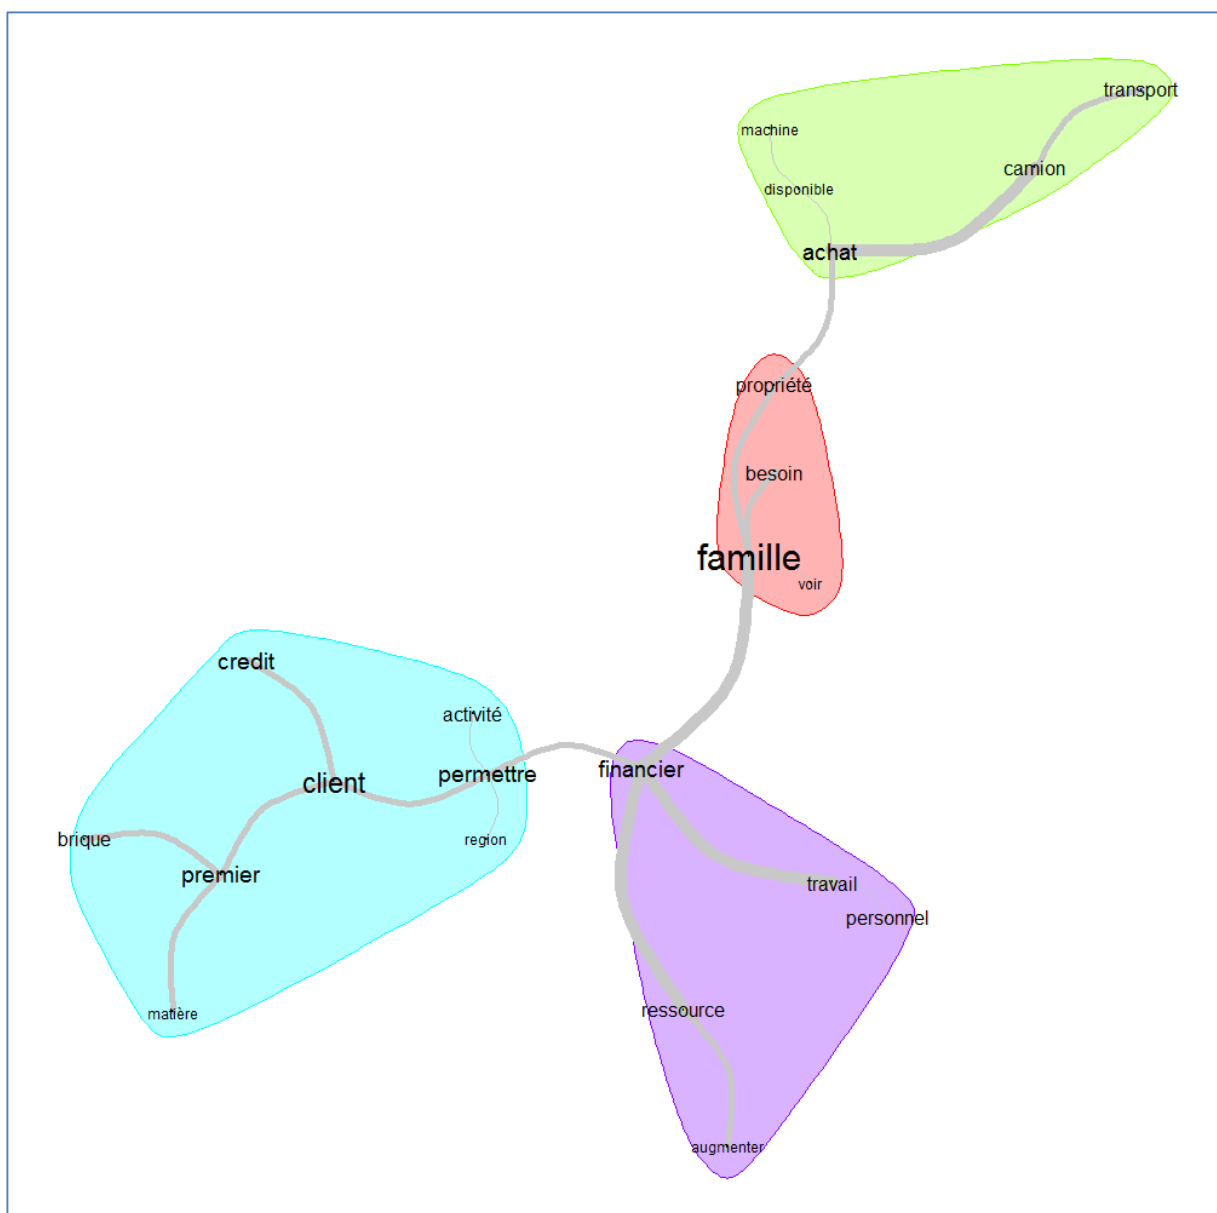 transport
machine
camion
disponible
achat
propriété
besoin
famille
voir
credit
activité
financier
permettre
client
brique
region
premier
travail
personnel
ressource
matière
augmenter